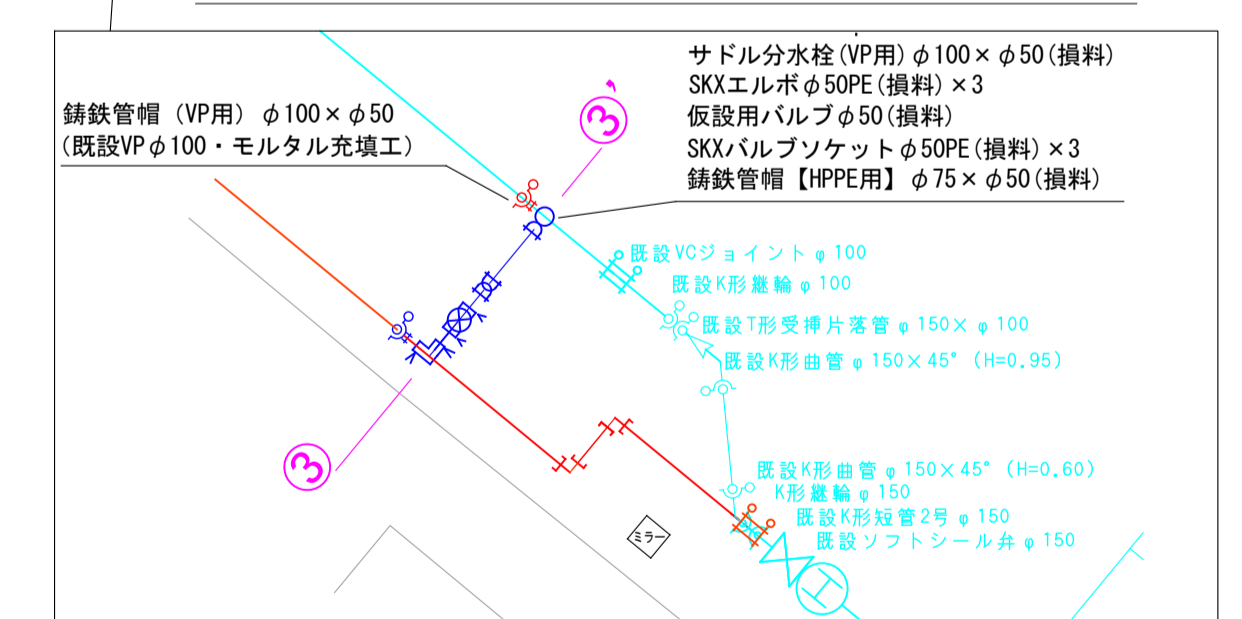 サドル分水栓(VP用)φ100×φ50(損料)
SKXエルボφ50PE(損料)×3
仮設用バルブφ50(損料)
SKXバルブソケットφ50PE(損料)×3
鋳鉄管帽【HPPE用】φ75×φ50(損料)
鋳鉄管帽（VP用）φ100×φ50
(既設VPφ100・モルタル充填工)
③'
既設VCジョイントφ100
既設K形継輪φ100
既設T形受挿片落管φ150×φ100
既設K形曲管φ150×45°(H=0.95)
③
既設K形曲管φ150×45°(H=0.60)
K形継輪φ150
既設K形短管2号φ150
既設ソフトシール弁φ150
ミラー
H